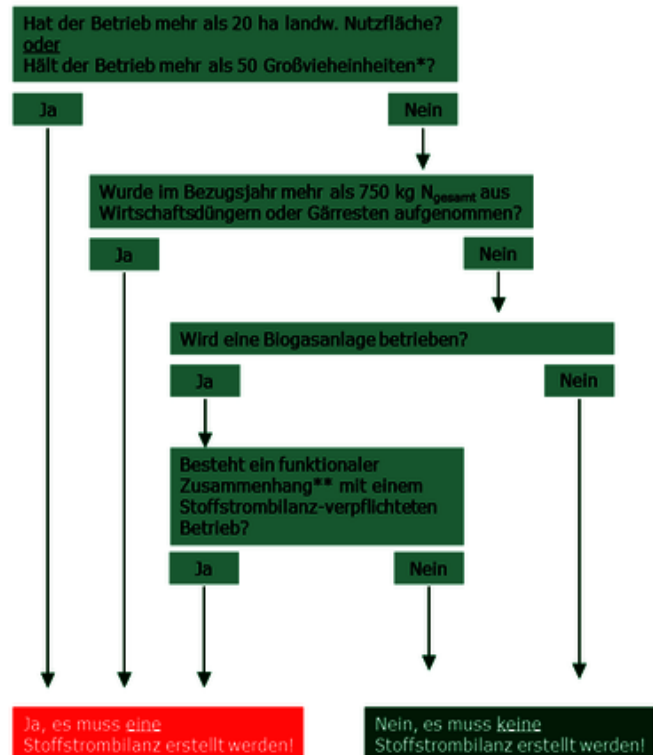 Hat der Betrieb mehr als 20 ha landw. Nutzfläche?
oder
Hält der Betrieb mehr als 50 Großvieheinheiten*?
Ja
Nein
Wurde im Bezugsjahr mehr als 750 kg Ngesamt aus
Wirtschaftsdüngern oder Gärresten aufgenommen?
Ja
Nein
Wird eine Biogasanlage betrieben?
Ja
Nein
Besteht ein funktionaler
Zusammenhang** mit einem
Stoffstrombilanz-verpflichteten
Betrieb?
Ja
Nein
Ja, es muss eine
Stoffstrombilanz erstellt werden!
Nein, es muss keine
Stoffstrombilanz erstellt werden!